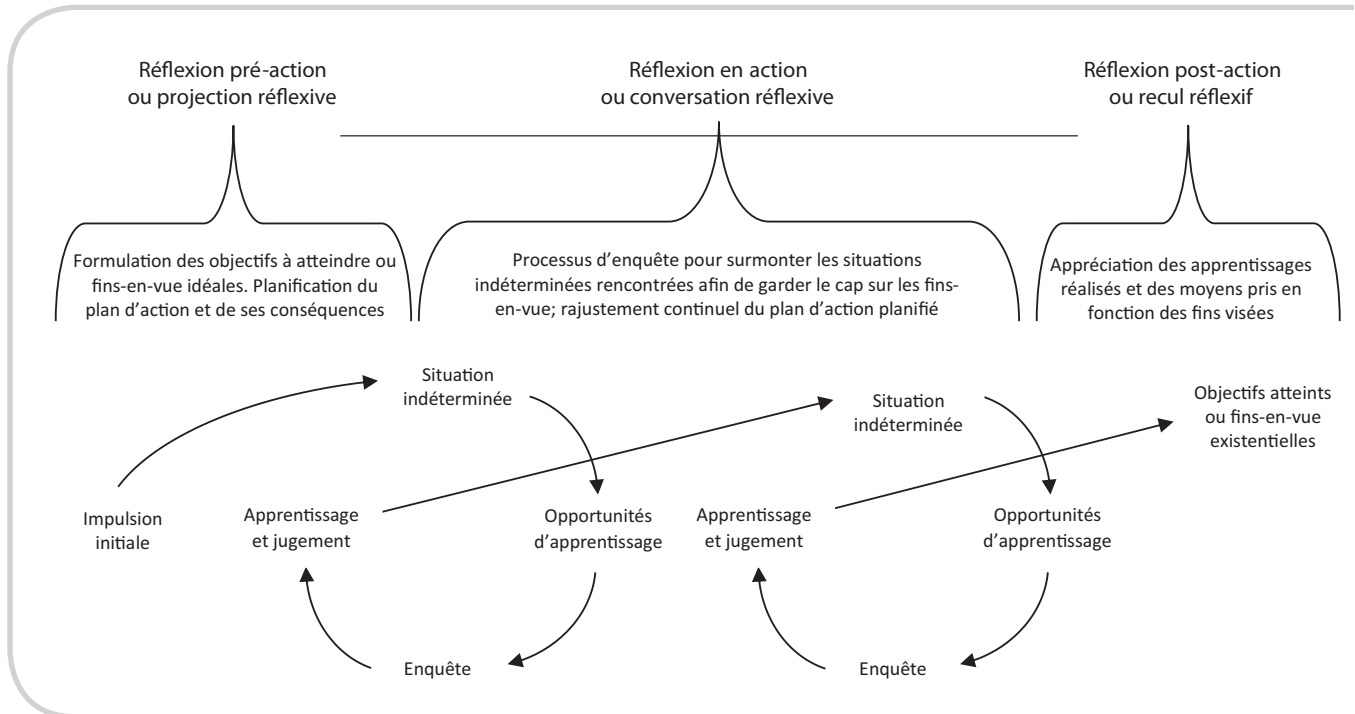 Réflexion pré-action
ou projection réflexive
Réflexion en action
ou conversation réflexive
Réflexion post-action
ou recul réflexif
Formulation des objectifs à atteindre ou
fins-en-vue idéales. Planification du
plan d’action et de ses conséquences
Processus d’enquête pour surmonter les situations
indéterminées rencontrées afin de garder le cap sur les fins-
en-vue; rajustement continuel du plan d’action planifié
Appréciation des apprentissages
réalisés et des moyens pris en
fonction des fins visées
Situation
indéterminée
Situation
indéterminée
Objectifs atteints
ou fins-en-vue
existentielles
Impulsion
initiale
Apprentissage
et jugement
Opportunités
d’apprentissage
Apprentissage
et jugement
Opportunités
d’apprentissage
Enquête
Enquête